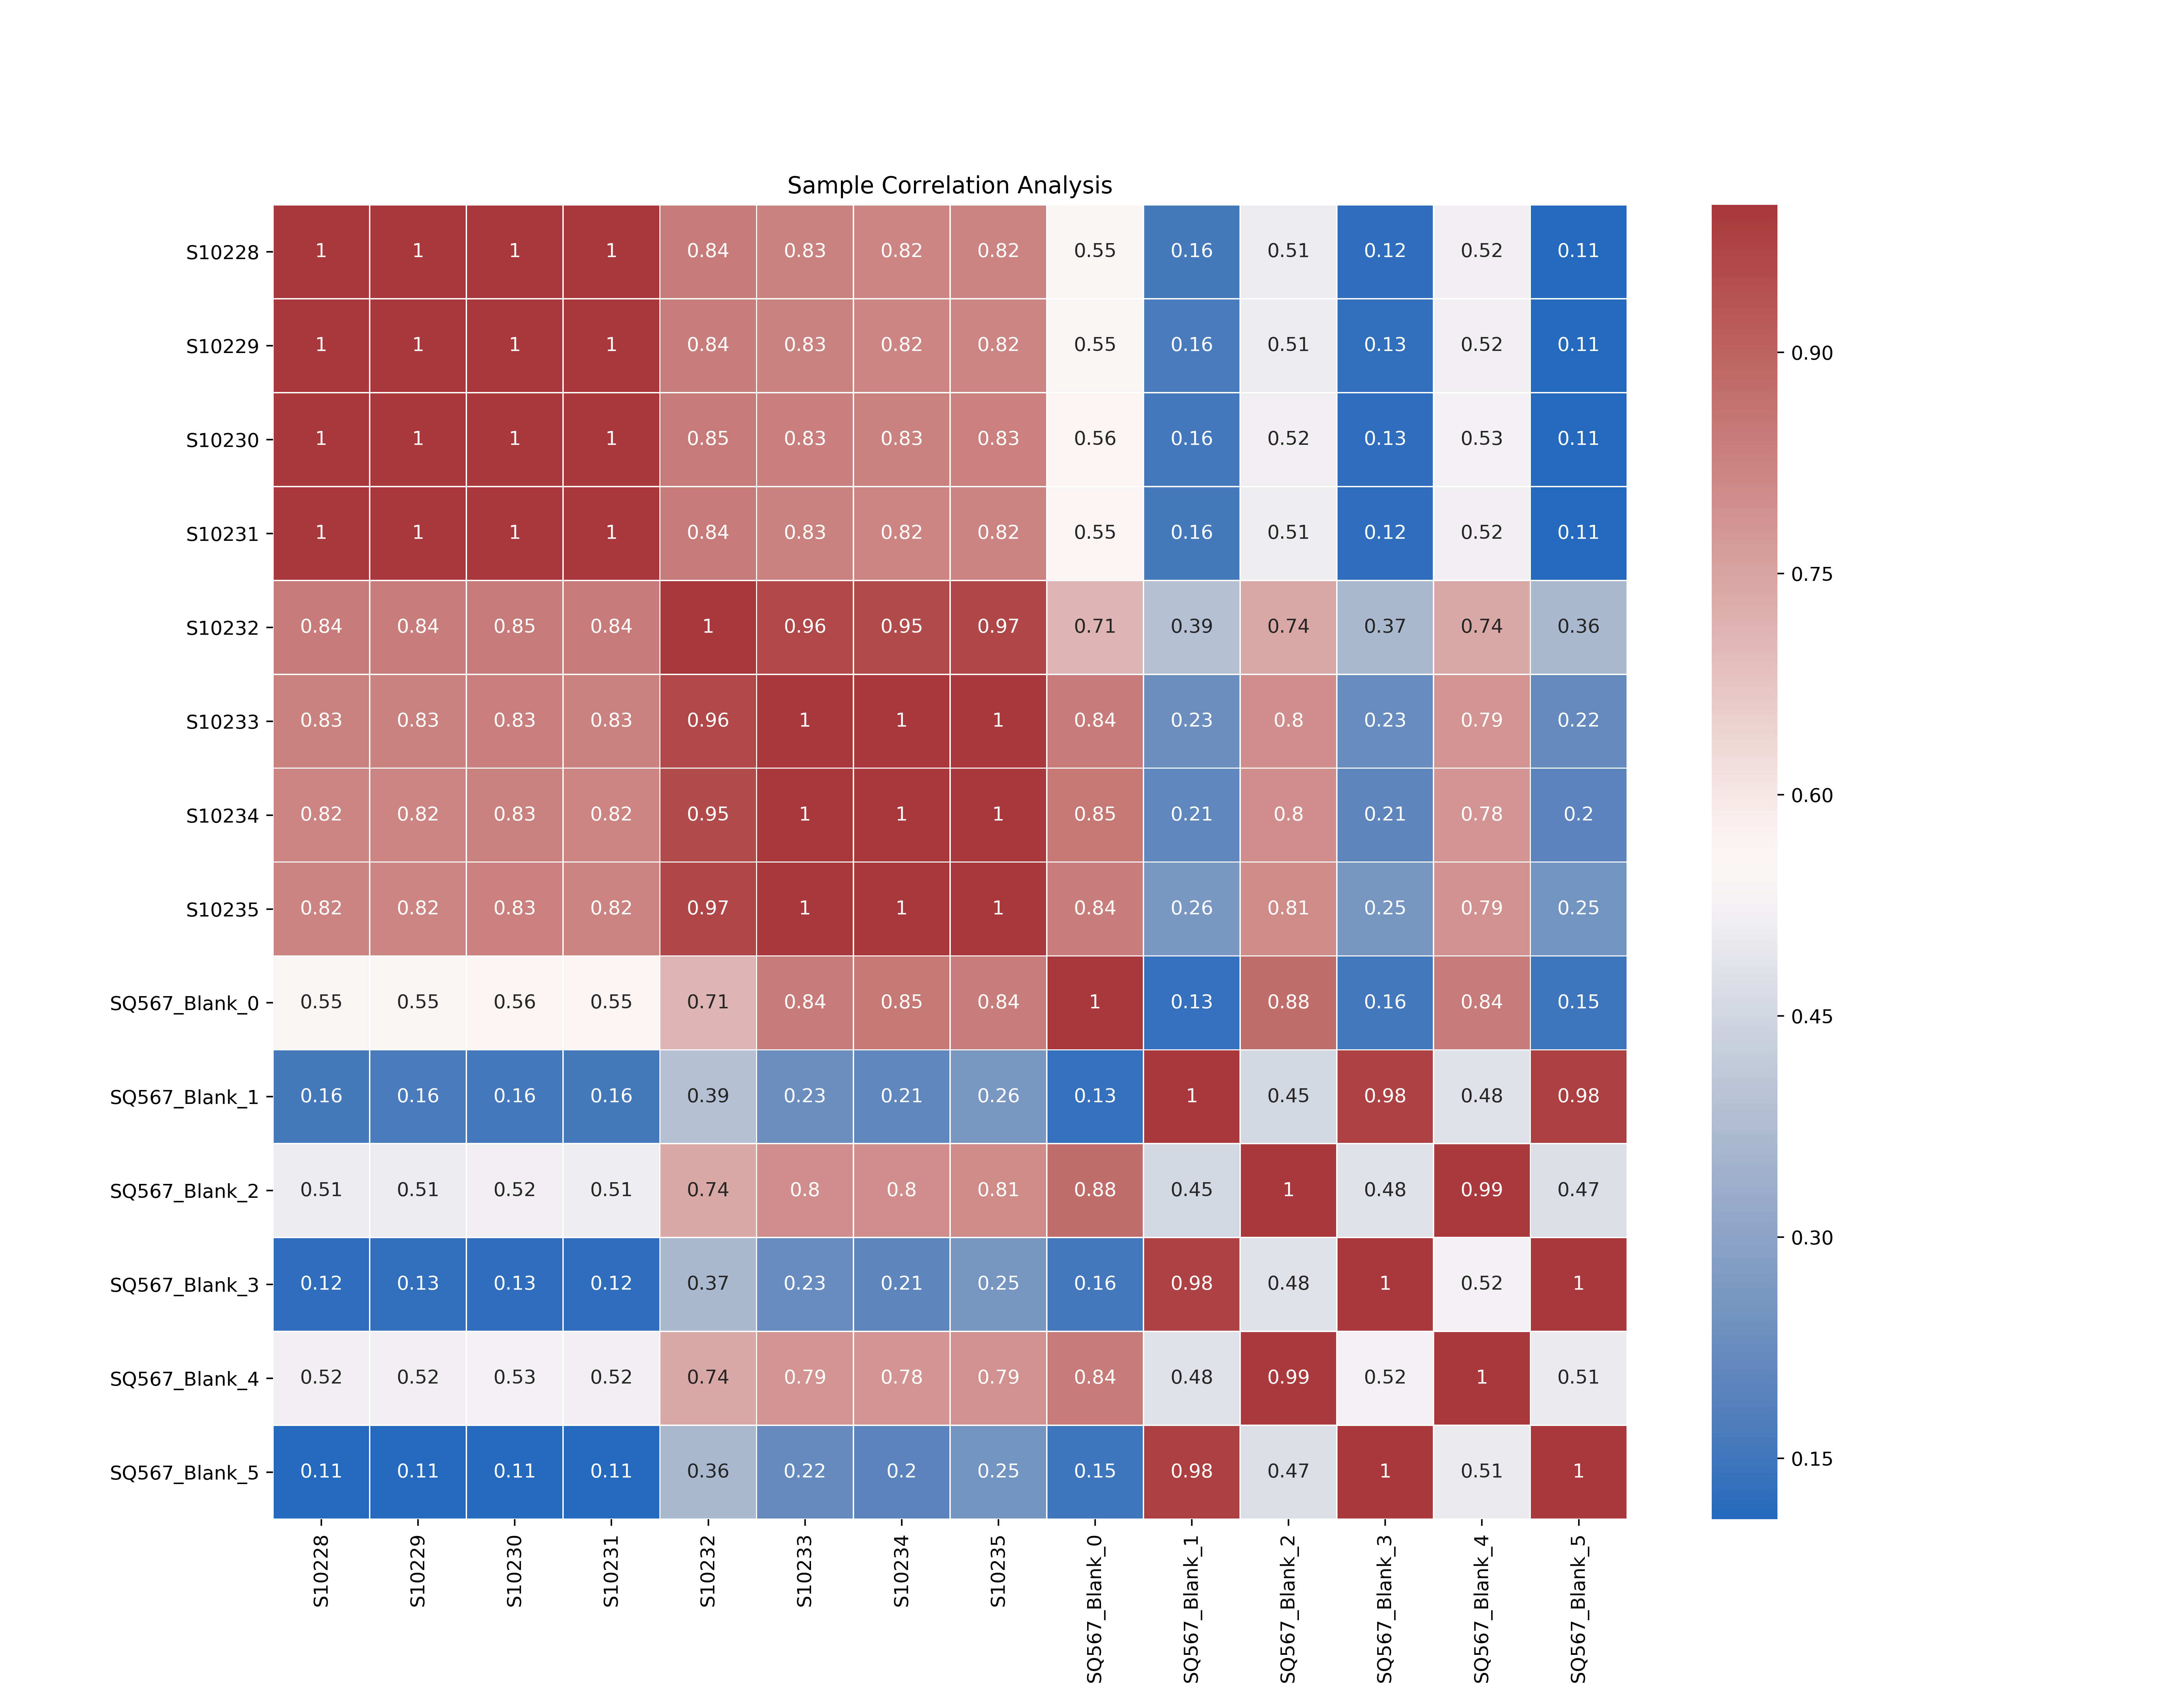 Sample Correlation Analysis
S10228 1 1 1 1 0.84 0.83 0.82 0.82 0.55 0.16 0.51 0.12 0.52 0.11
S10229 1 1 1 1 0.84 0.83 0.82 0.82 0.55 0.16 0.51 0.13 0.52 0.11
S10230 1 1 1 1 0.85 0.83 0.83 0.83 0.56 0.16 0.52 0.13 0.53 0.11
S10231 1 1 1 1 0.84 0.83 0.82 0.82 0.55 0.16 0.51 0.12 0.52 0.11
S10232 0.84 0.84 0.85 0.84 1 0.96 0.95 0.97 0.71 0.39 0.74 0.37 0.74 0.36
S10233 0.83 0.83 0.83 0.83 0.96 1 1 1 0.84 0.23 0.8 0.23 0.79 0.22
S10234 0.82 0.82 0.83 0.82 0.95 1 1 1 0.85 0.21 0.8 0.21 0.78 0.2
S10235 0.82 0.82 0.83 0.82 0.97 1 1 1 0.84 0.26 0.81 0.25 0.79 0.25
SQ567_Blank_0 0.55 0.55 0.56 0.55 0.71 0.84 0.85 0.84 1 0.13 0.88 0.16 0.84 0.15
SQ567_Blank_1 0.16 0.16 0.16 0.16 0.39 0.23 0.21 0.26 0.13 1 0.45 0.98 0.48 0.98
SQ567_Blank_2 0.51 0.51 0.52 0.51 0.74 0.8 0.8 0.81 0.88 0.45 1 0.48 0.99 0.47
SQ567_Blank_3 0.12 0.13 0.13 0.12 0.37 0.23 0.21 0.25 0.16 0.98 0.48 1 0.52 1
SQ567_Blank_4 0.52 0.52 0.53 0.52 0.74 0.79 0.78 0.79 0.84 0.48 0.99 0.52 1 0.51
SQ567_Blank_5 0.11 0.11 0.11 0.11 0.36 0.22 0.2 0.25 0.15 0.98 0.47 1 0.51 1
S10228 S10229 S10230 S10231 S10232 S10233 S10234 S10235 SQ567_Blank_0 SQ567_Blank_1 SQ567_Blank_2 SQ567_Blank_3 SQ567_Blank_4 SQ567_Blank_5
0.90
0.75
0.60
0.45
0.30
0.15